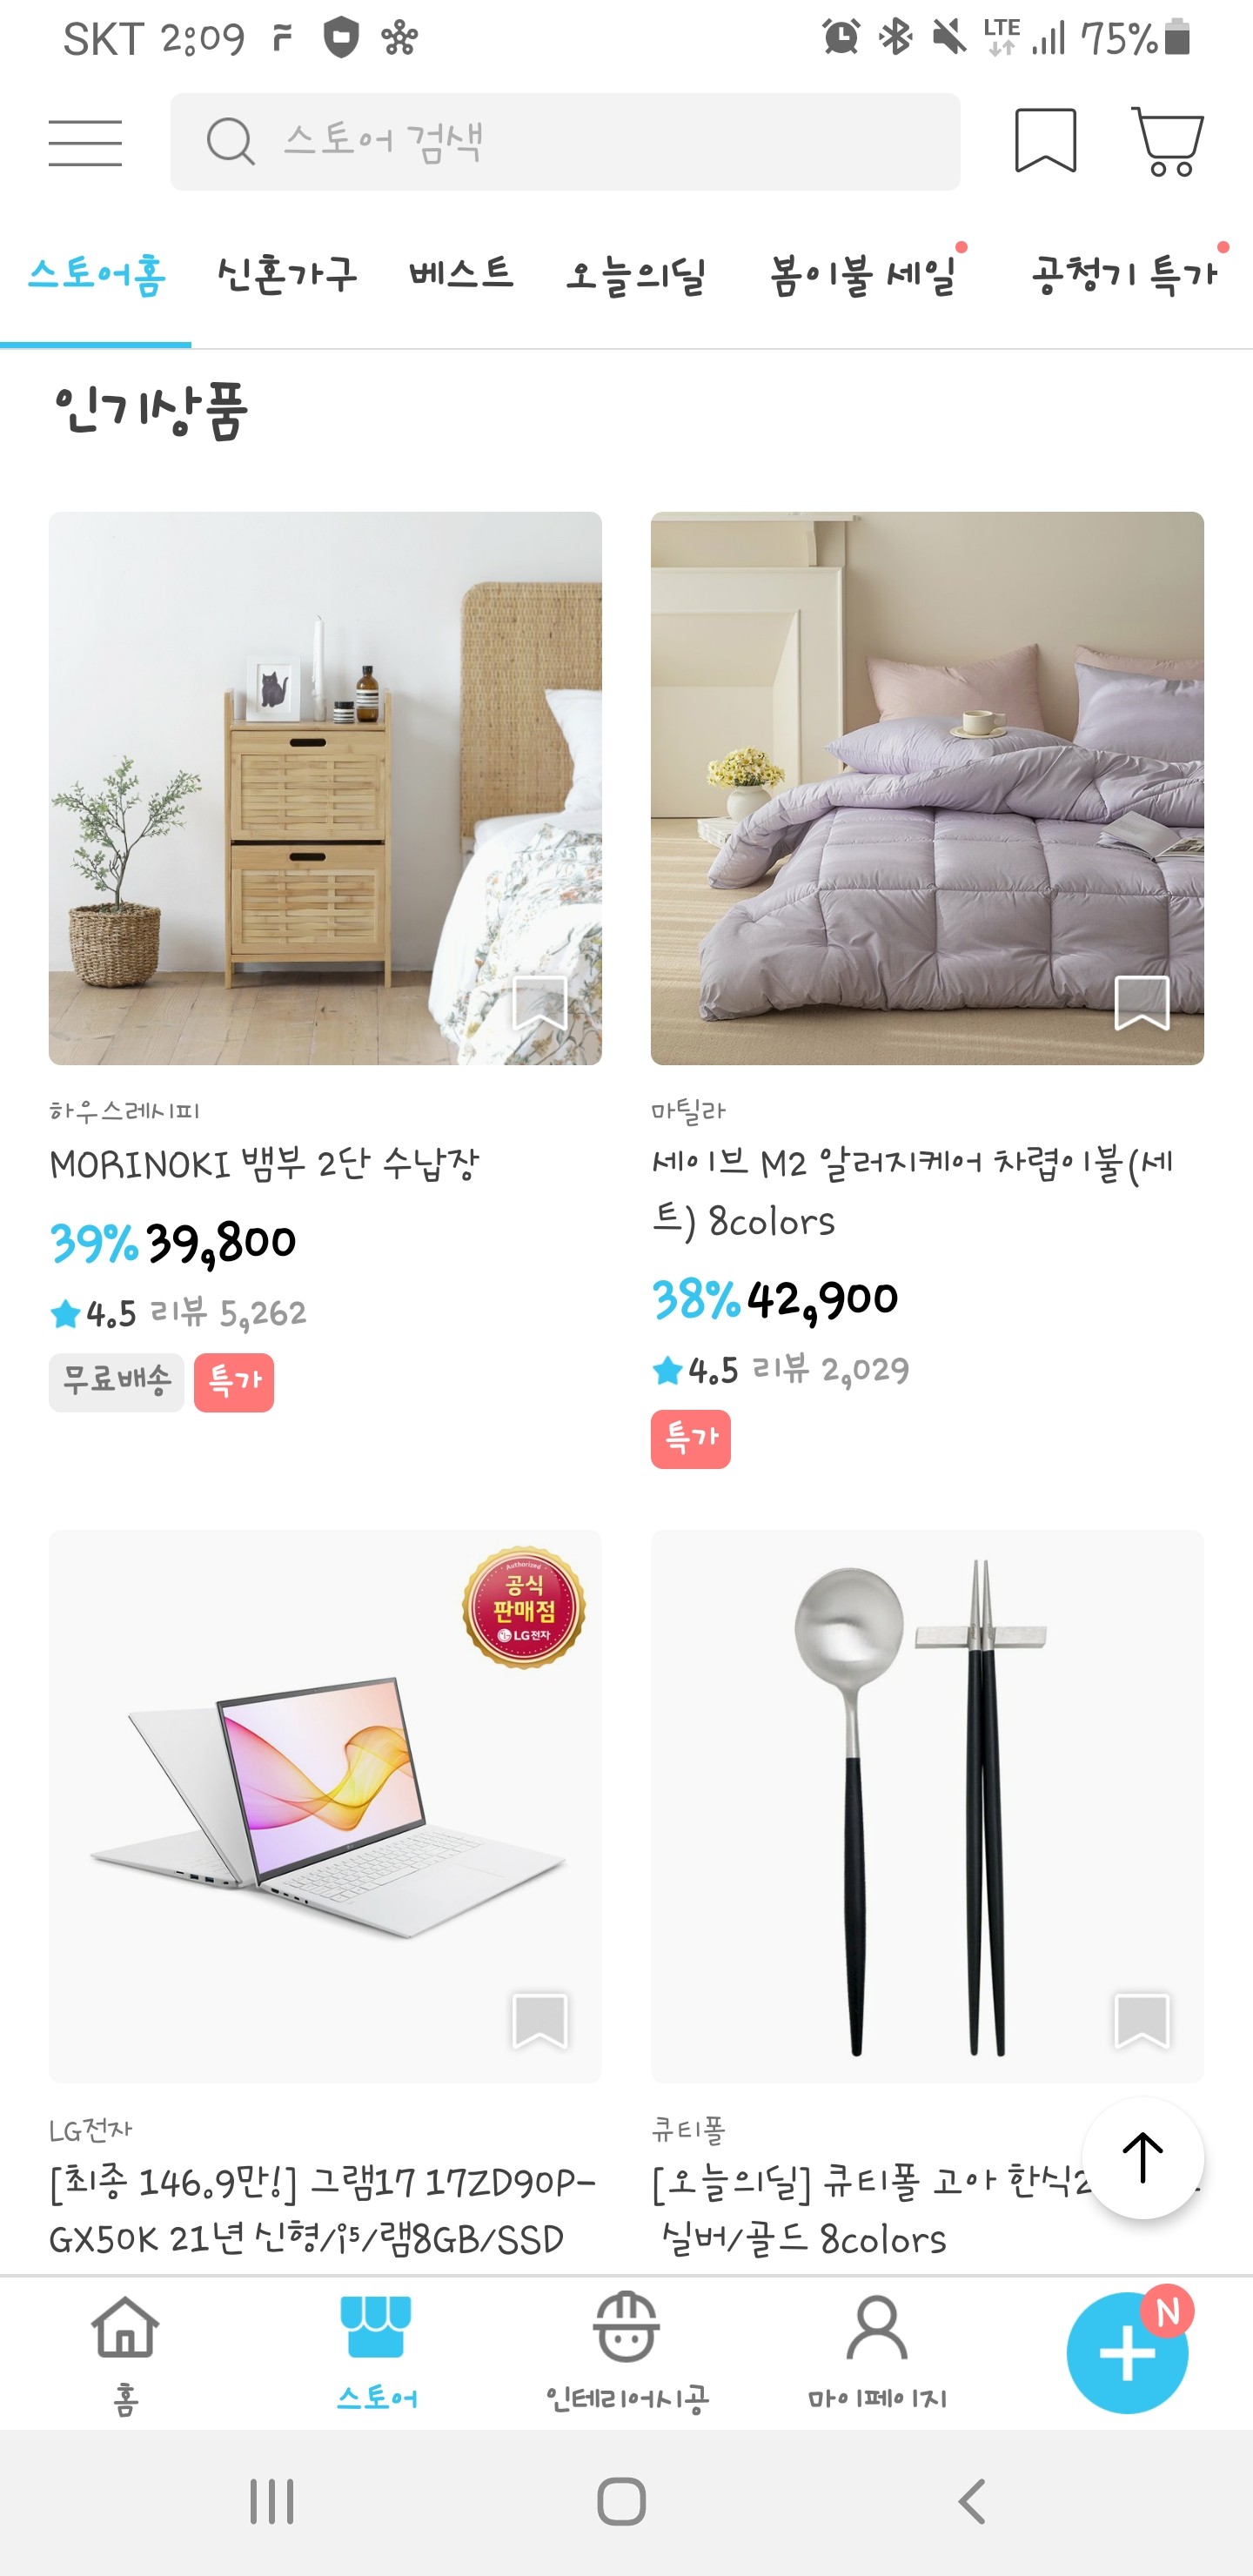 SKT 2:09
LTE 75%
스토어 검색
스토어홈 신혼가구 베스트 오늘의딜 봄이불 세일 공청기 특가
인기상품
하우스레시피
MORINOKI 뱀부 2단 수납장
39% 39,800
4.5 리뷰 5,262
무료배송 특가
마틸라
세이브 M2 알러지케어 차렵이불(세
트) 8colors
38% 42,900
4.5 리뷰 2,029
특가
Authorized
공식
판매점
LG전자
LG전자
[최종 146.9만!] 그램17 17ZD90P-
GX50K 21년 신형/i5/램8GB/SSD
큐티폴
[오늘의딜] 큐티폴 고아 한식2
실버/골드 8colors
홈 스토어 인테리어시공 마이페이지 N